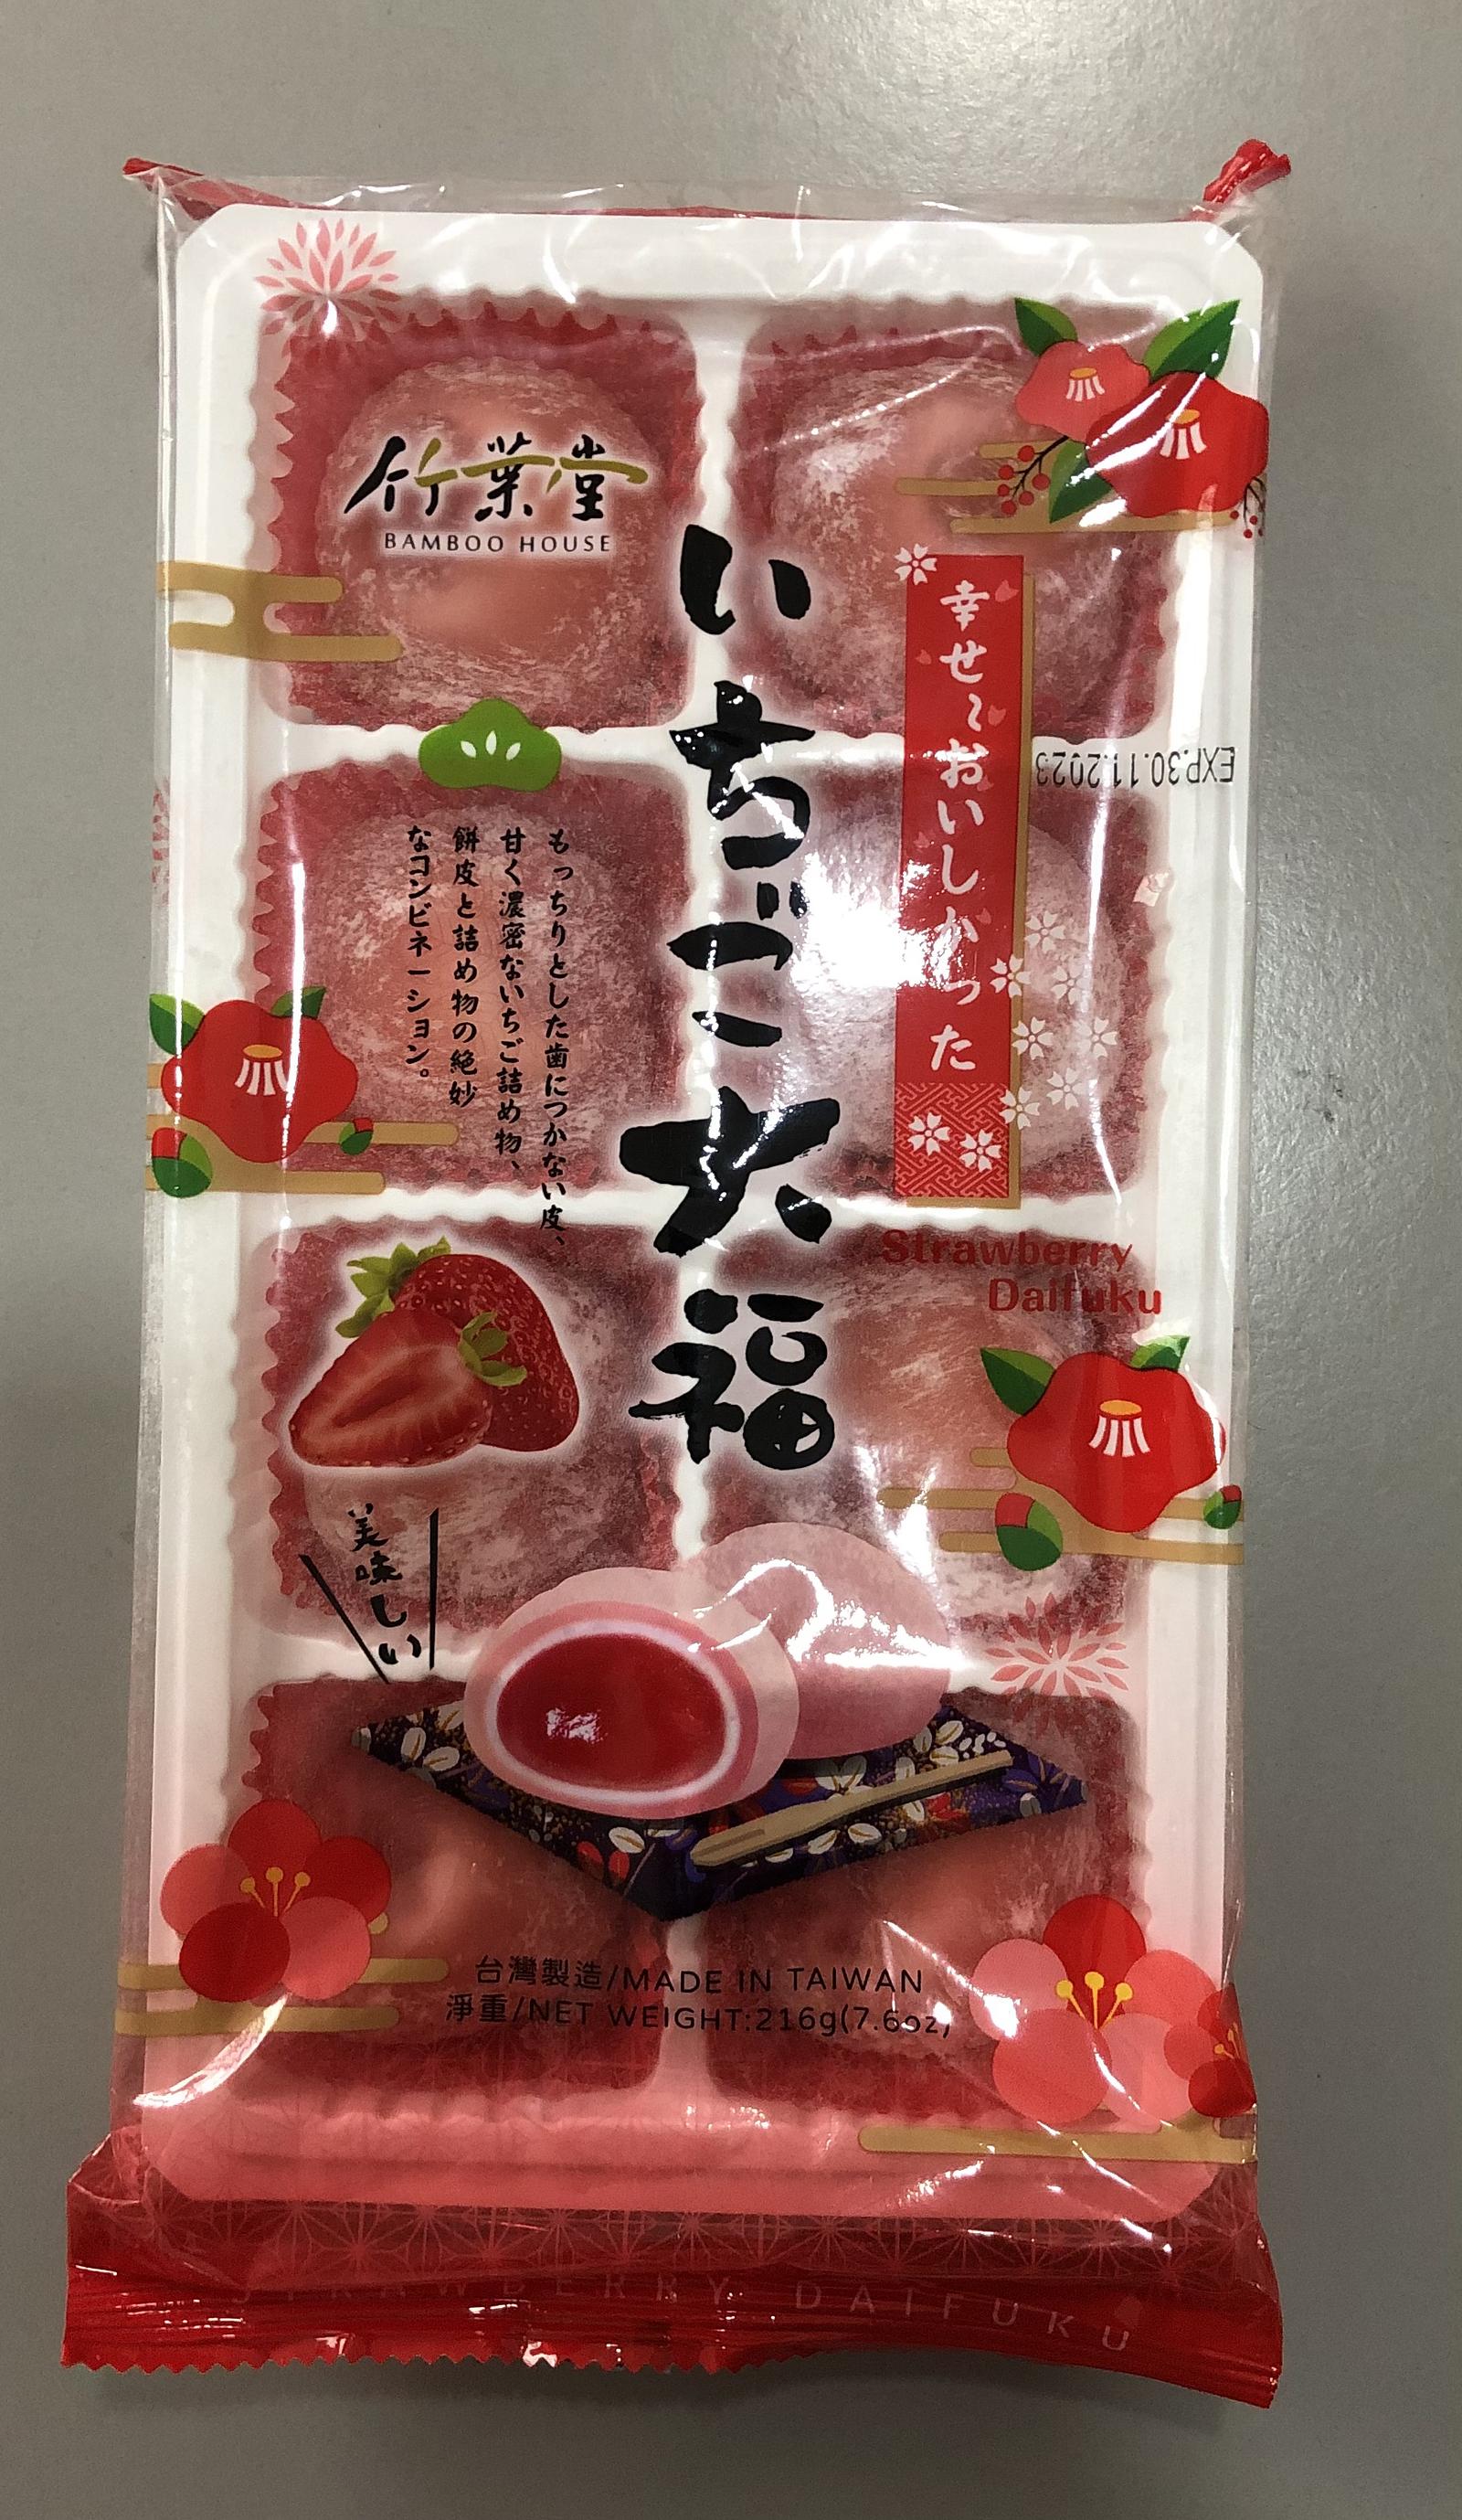 竹葉堂
BAMBOO HOUSE
いちご大福
幸せ～おいしかった
EXP.30.11.2023
もっちりとした歯につかない皮、
甘く濃密ないちご詰め物、
餅皮と詰め物の絶妙
なコンビネーション。
Strawberry
Daifuku
美味しい
台灣製造/MADE IN TAIWAN
淨重/NET WEIGHT:216g(7.6oz)
STRAWBERRY DAIFUKU